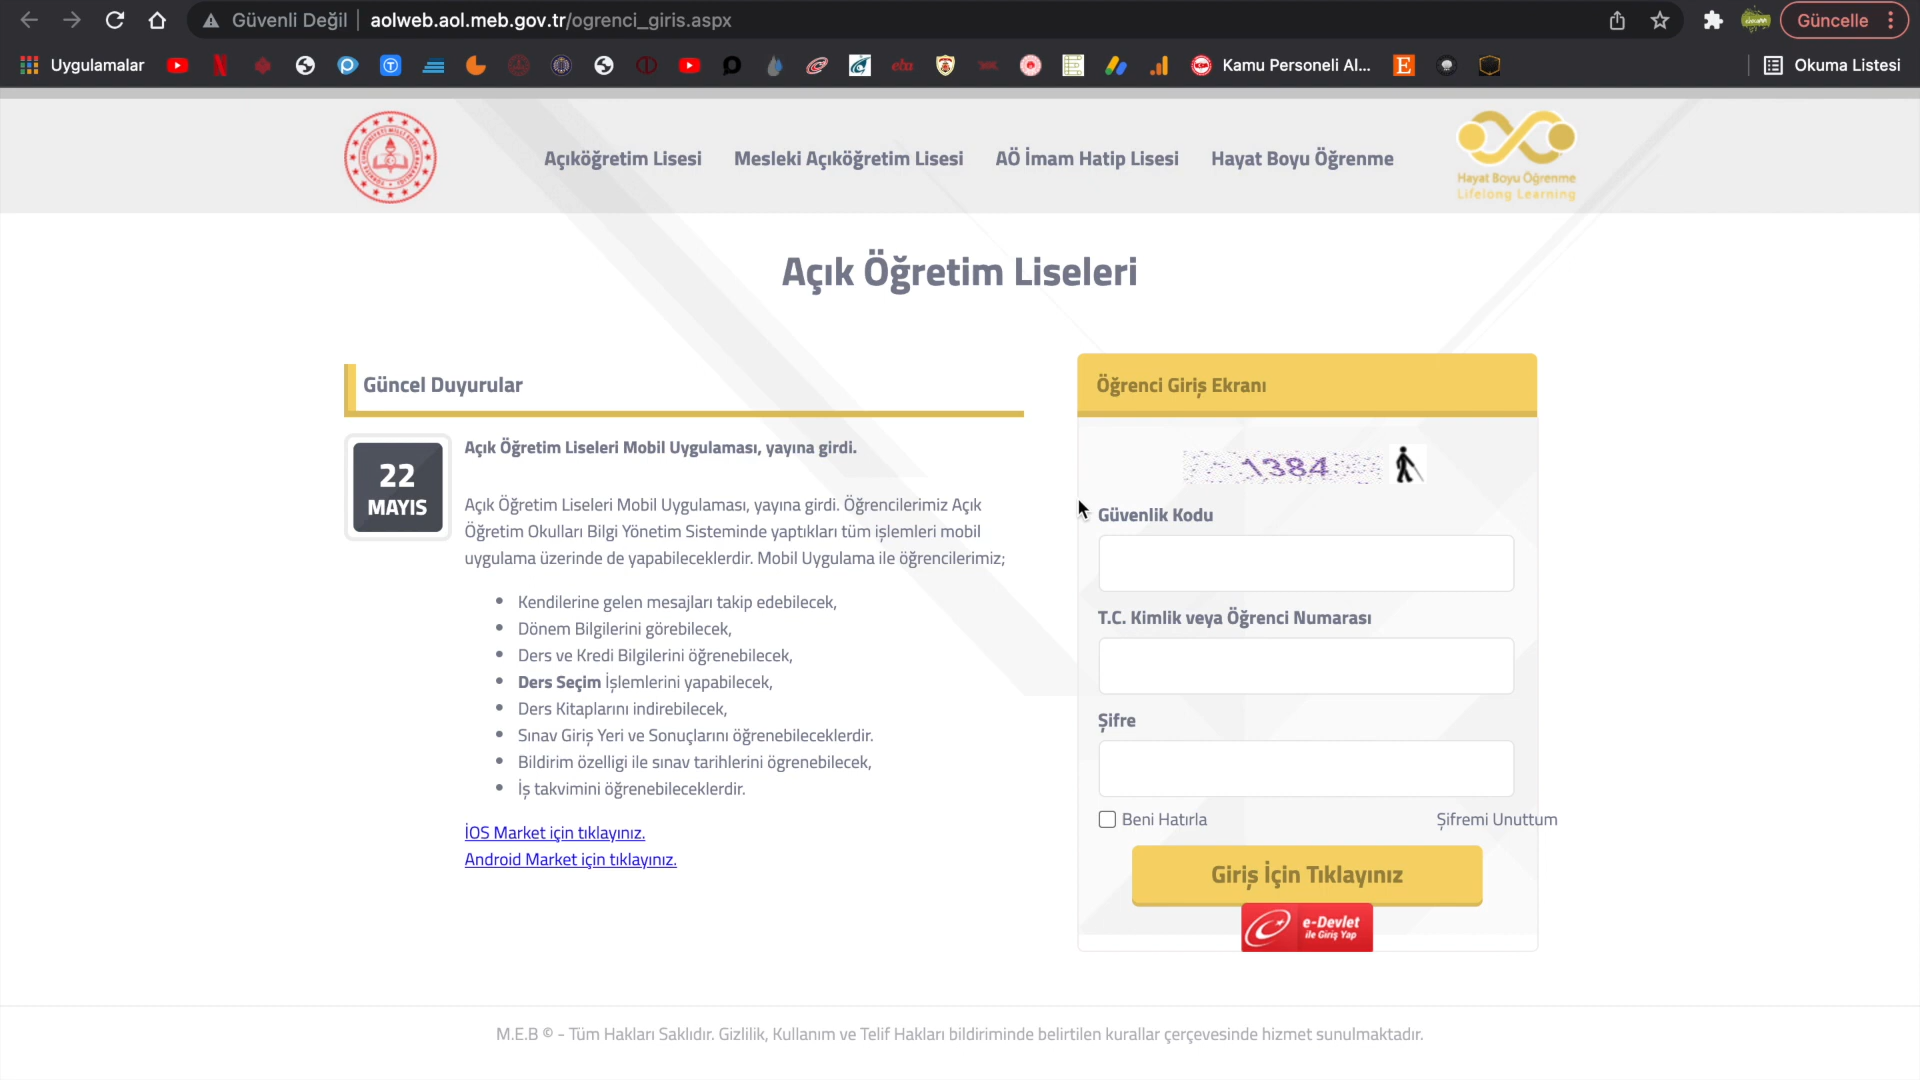 Güvenli Değil | aolweb.aol.meb.gov.tr/ogrenci_giris.aspx
Güncelle
Uygulamalar
eba
Kamu Personeli Al...
E
Okuma Listesi
Açıköğretim Lisesi
Mesleki Açıköğretim Lisesi
AÖ İmam Hatip Lisesi
Hayat Boyu Öğrenme
Hayat Boyu Öğrenme
Lifelong Learning
Açık Öğretim Liseleri
Güncel Duyurular
22
MAYIS
Açık Öğretim Liseleri Mobil Uygulaması, yayına girdi.
Açık Öğretim Liseleri Mobil Uygulaması, yayına girdi. Öğrencilerimiz Açık
Öğretim Okulları Bilgi Yönetim Sisteminde yaptıkları tüm işlemleri mobil
uygulama üzerinde de yapabileceklerdir. Mobil Uygulama ile öğrencilerimiz;
Kendilerine gelen mesajları takip edebilecek,
Dönem Bilgilerini görebilecek,
Ders ve Kredi Bilgilerini öğrenebilecek,
Ders Seçim İşlemlerini yapabilecek,
Ders Kitaplarını indirebilecek,
Sınav Giriş Yeri ve Sonuçlarını öğrenebileceklerdir.
Bildirim özelligi ile sınav tarihlerini ögrenebilecek,
İş takvimini öğrenebileceklerdir.
İOS Market için tıklayınız.
Android Market için tıklayınız.
Öğrenci Giriş Ekranı
1384
Güvenlik Kodu
T.C. Kimlik veya Öğrenci Numarası
Şifre
Beni Hatırla
Şifremi Unuttum
Giriş İçin Tıklayınız
e-Devlet
ile Giriş Yap
M.E.B © - Tüm Hakları Saklıdır. Gizlilik, Kullanım ve Telif Hakları bildiriminde belirtilen kurallar çerçevesinde hizmet sunulmaktadır.